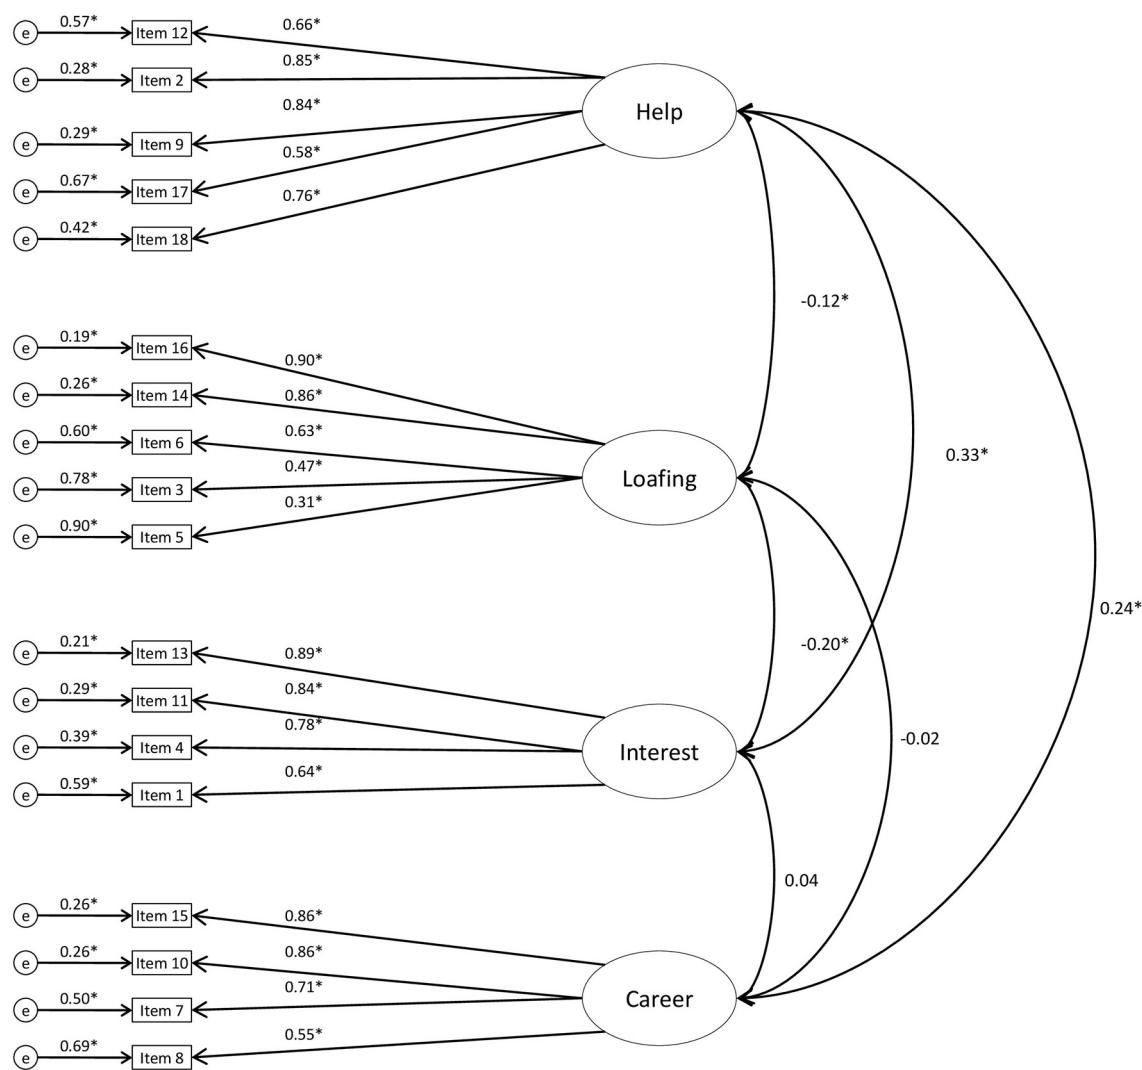 e 0.57* Item 12 0.66*
e 0.28* Item 2 0.85*
Help
e 0.29* Item 9 0.84*
e 0.67* Item 17 0.58*
e 0.42* Item 18 0.76*
-0.12*
e 0.19* Item 16 0.90*
e 0.26* Item 14 0.86*
e 0.60* Item 6 0.63*
0.33*
Loafing
e 0.78* Item 3 0.47*
e 0.90* Item 5 0.31*
0.24*
-0.20*
e 0.21* Item 13 0.89*
e 0.29* Item 11 0.84*
-0.02
Interest
e 0.39* Item 4 0.78*
e 0.59* Item 1 0.64*
0.04
e 0.26* Item 15 0.86*
e 0.26* Item 10 0.86*
Career
e 0.50* Item 7 0.71*
e 0.69* Item 8 0.55*